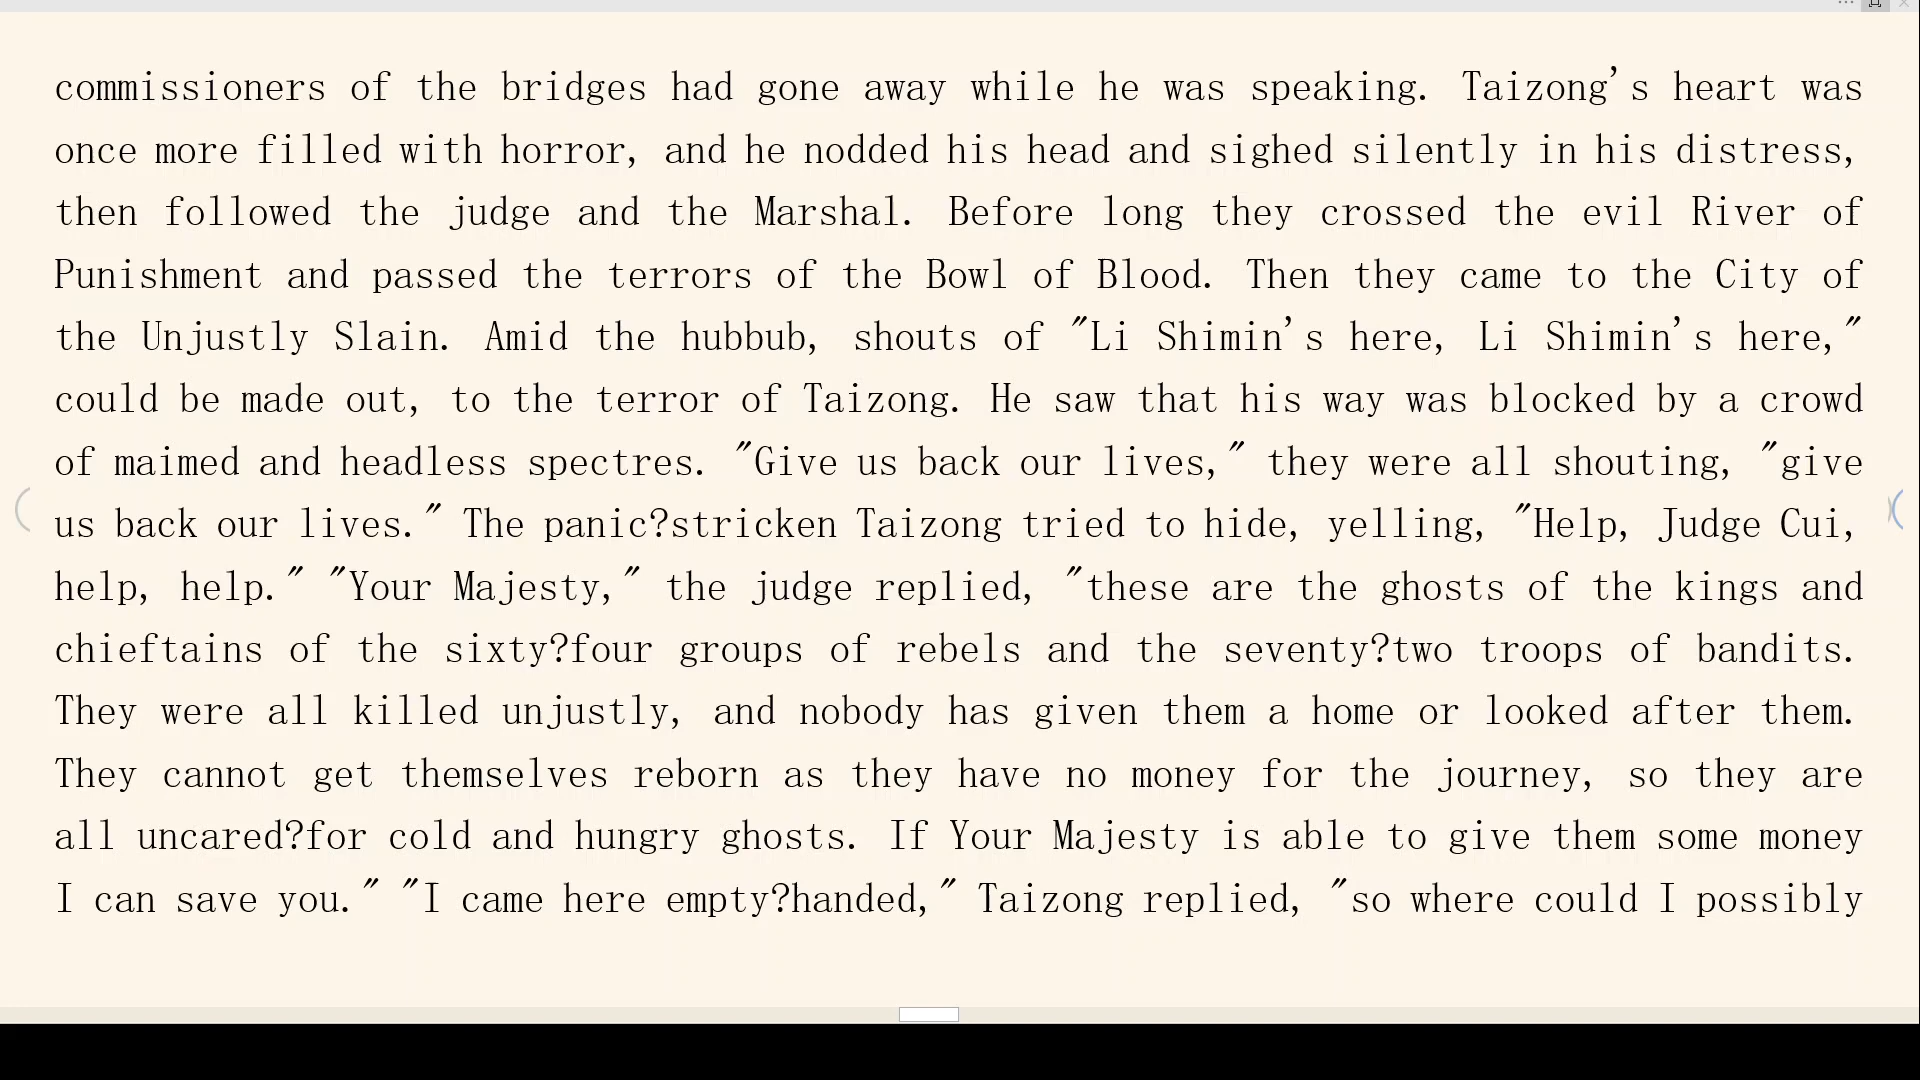 commissioners of the bridges had gone away while he was speaking. Taizong's heart was
once more filled with horror, and he nodded his head and sighed silently in his distress,
then followed the judge and the Marshal. Before long they crossed the evil River of
Punishment and passed the terrors of the Bowl of Blood. Then they came to the City of
the Unjustly Slain. Amid the hubbub, shouts of "Li Shimin's here, Li Shimin's here,"
could be made out, to the terror of Taizong. He saw that his way was blocked by a crowd
of maimed and headless spectres. "Give us back our lives," they were all shouting, "give
us back our lives." The panic?stricken Taizong tried to hide, yelling, "Help, Judge Cui,
help, help." "Your Majesty," the judge replied, "these are the ghosts of the kings and
chieftains of the sixty?four groups of rebels and the seventy?two troops of bandits.
They were all killed unjustly, and nobody has given them a home or looked after them.
They cannot get themselves reborn as they have no money for the journey, so they are
all uncared?for cold and hungry ghosts. If Your Majesty is able to give them some money
I can save you." "I came here empty?handed," Taizong replied, "so where could I possibly